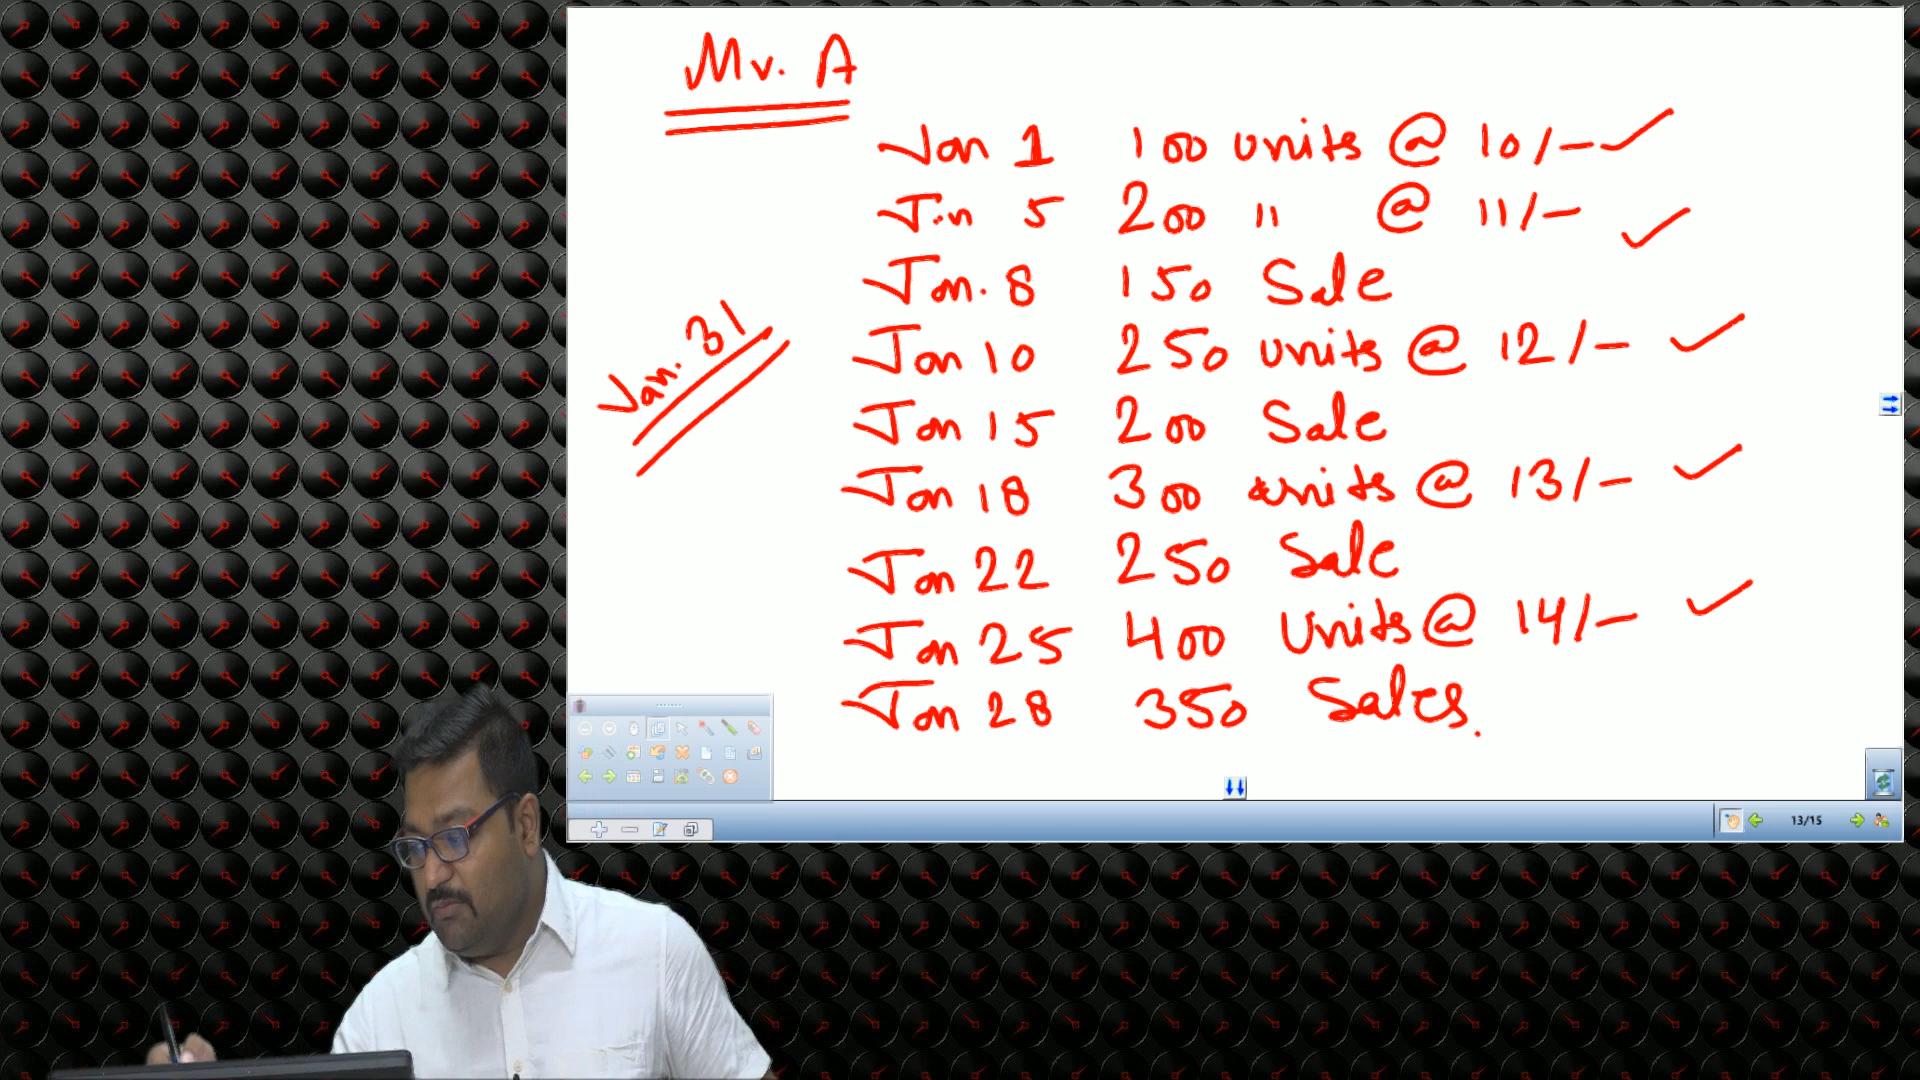 Mr. A
Jan 1 100 units @ 10/-
Jan 5 200 11 @ 11/-
Jan. 8 150 Sale
Jan 10 250 units @ 12/-
Jan 15 200 Sale
Jan 18 300 units @ 13/-
Jan 22 250 Sale
Jan 25 400 Units @ 14/-
Jan 28 350 Sales.
Jan. 31
13/15